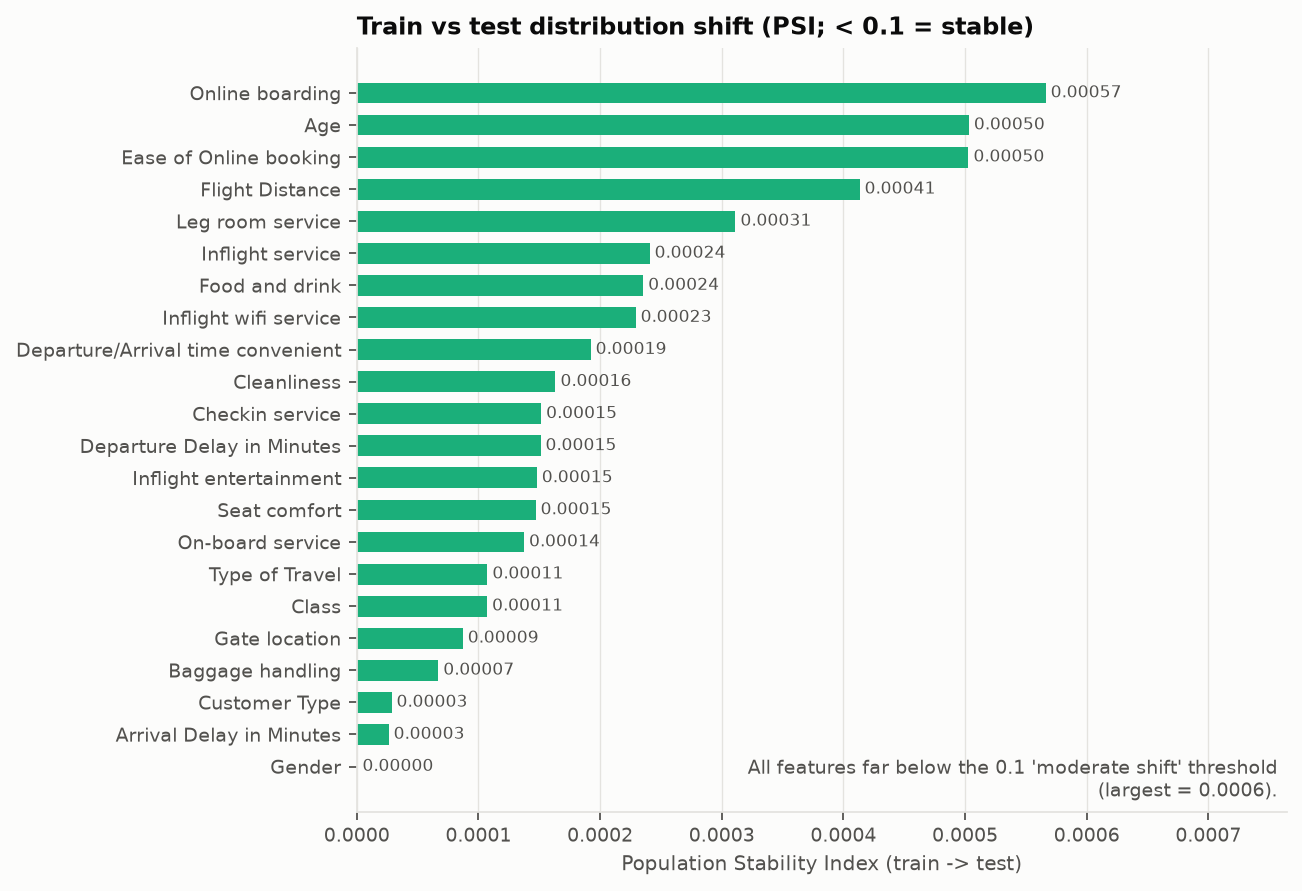 Train vs test distribution shift (PSI; < 0.1 = stable)
Online boarding 0.00057
Age 0.00050
Ease of Online booking 0.00050
Flight Distance 0.00041
Leg room service 0.00031
Inflight service 0.00024
Food and drink 0.00024
Inflight wifi service 0.00023
Departure/Arrival time convenient 0.00019
Cleanliness 0.00016
Checkin service 0.00015
Departure Delay in Minutes 0.00015
Inflight entertainment 0.00015
Seat comfort 0.00015
On-board service 0.00014
Type of Travel 0.00011
Class 0.00011
Gate location 0.00009
Baggage handling 0.00007
Customer Type 0.00003
Arrival Delay in Minutes 0.00003
Gender 0.00000
All features far below the 0.1 'moderate shift' threshold
(largest = 0.0006).
0.0000 0.0001 0.0002 0.0003 0.0004 0.0005 0.0006 0.0007
Population Stability Index (train -> test)